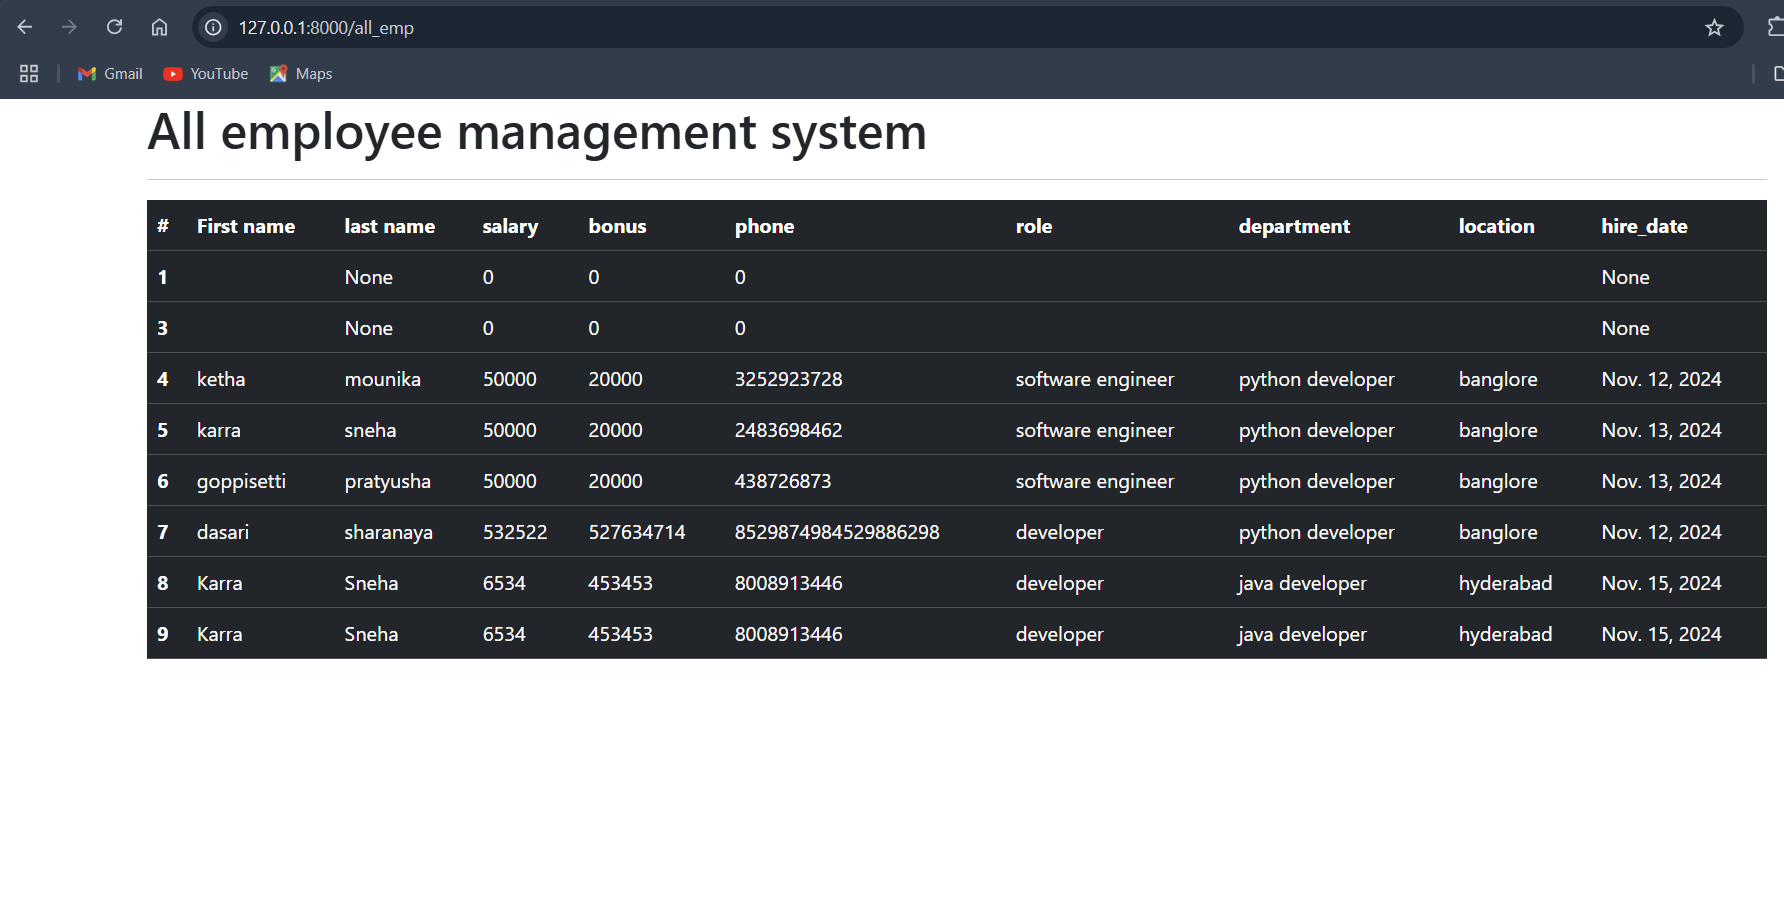 127.0.0.1:8000/all_emp
Gmail YouTube Maps
All employee management system
# First name last name salary bonus phone role department location hire_date
1 None 0 0 0 None
3 None 0 0 0 None
4 ketha mounika 50000 20000 3252923728 software engineer python developer banglore Nov. 12, 2024
5 karra sneha 50000 20000 2483698462 software engineer python developer banglore Nov. 13, 2024
6 goppisetti pratyusha 50000 20000 438726873 software engineer python developer banglore Nov. 13, 2024
7 dasari sharanaya 532522 527634714 8529874984529886298 developer python developer banglore Nov. 12, 2024
8 Karra Sneha 6534 453453 8008913446 developer java developer hyderabad Nov. 15, 2024
9 Karra Sneha 6534 453453 8008913446 developer java developer hyderabad Nov. 15, 2024